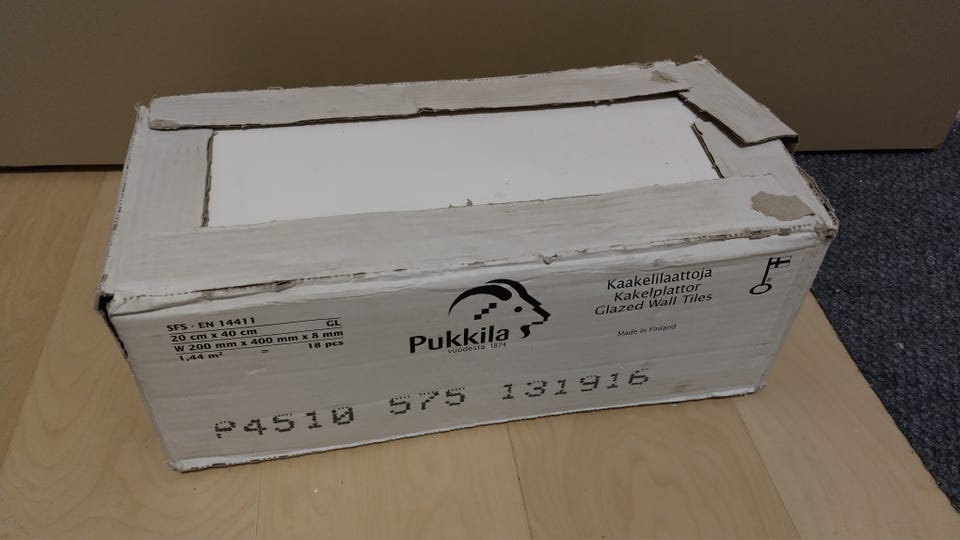 SFS - EN 14411 GL
20 cm x 40 cm
W 200 mm x 400 mm x 8 mm
1,44 m² = 18 pcs
Pukkila
vuodesta 1874
Kaakelilaattoja
Kakelplattor
Glazed Wall Tiles
Made in Finland
P4510 575 131916